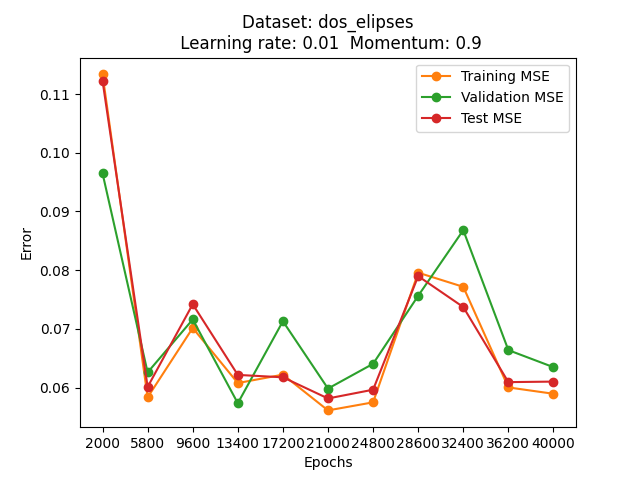 Dataset: dos_elipses
Learning rate: 0.01 Momentum: 0.9
Training MSE
Validation MSE
Test MSE
0.11
0.10
0.09
0.08
0.07
0.06
Error
2000 5800 9600 13400 17200 21000 24800 28600 32400 36200 40000
Epochs